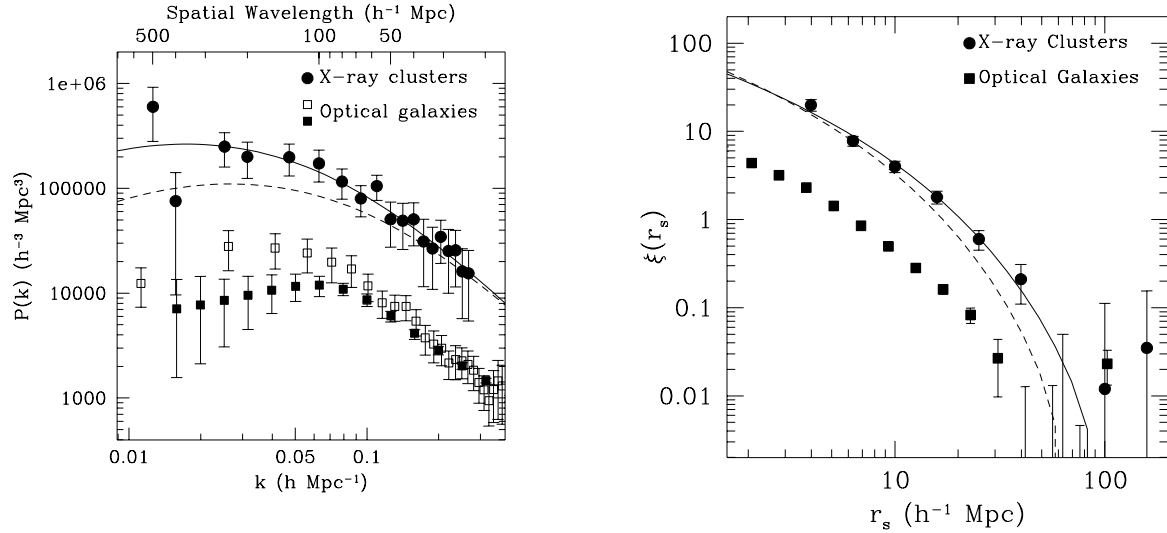 Spatial Wavelength (h⁻¹ Mpc)
500 100 50
X-ray clusters
Optical galaxies
P(k) (h⁻³ Mpc³)
1e+06
100000
10000
1000
0.01 0.05 0.1
k (h Mpc⁻¹)
X-ray Clusters
Optical Galaxies
ξ(rₛ)
100
10
1
0.1
0.01
10 100
rₛ (h⁻¹ Mpc)